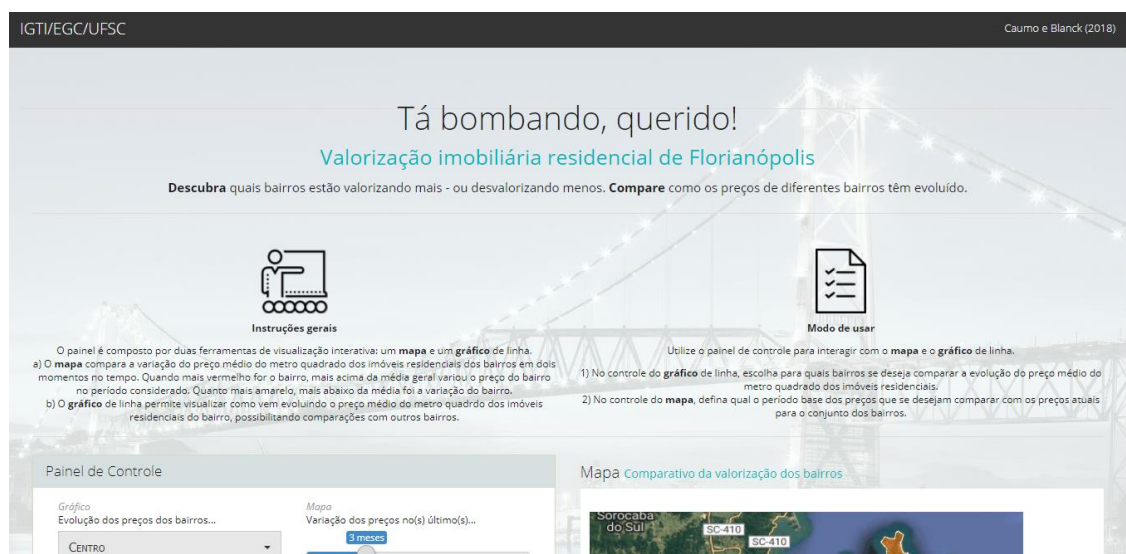 IGTI/EGC/UFSC
Caumo e Blanck (2018)
Tá bombando, querido!
Valorização imobiliária residencial de Florianópolis
Descubra quais bairros estão valorizando mais - ou desvalorizando menos. Compare como os preços de diferentes bairros têm evoluído.
Instruções gerais
O painel é composto por duas ferramentas de visualização interativa: um mapa e um gráfico de linha.
a) O mapa compara a variação do preço médio do metro quadrado dos imóveis residenciais dos bairros em dois
momentos no tempo. Quando mais vermelho for o bairro, mais acima da média geral variou o preço do bairro
no período considerado. Quanto mais amarelo, mais abaixo da média foi a variação do bairro.
b) O gráfico de linha permite visualizar como vem evoluindo o preço médio do metro quadrdo dos imóveis
residenciais do bairro, possibilitando comparações com outros bairros.
Modo de usar
Utilize o painel de controle para interagir com o mapa e o gráfico de linha.
1) No controle do gráfico de linha, escolha para quais bairros se deseja comparar a evolução do preço médio do
metro quadrado dos imóveis residenciais.
2) No controle do mapa, defina qual o período base dos preços que se desejam comparar com os preços atuais
para o conjunto dos bairros.
Painel de Controle
Gráfico
Evolução dos preços dos bairros...
CENTRO
Mapa
Variação dos preços no(s) último(s)...
3 meses
Mapa Comparativo da valorização dos bairros
Sorocaba
do Sul
SC-410
SC-410